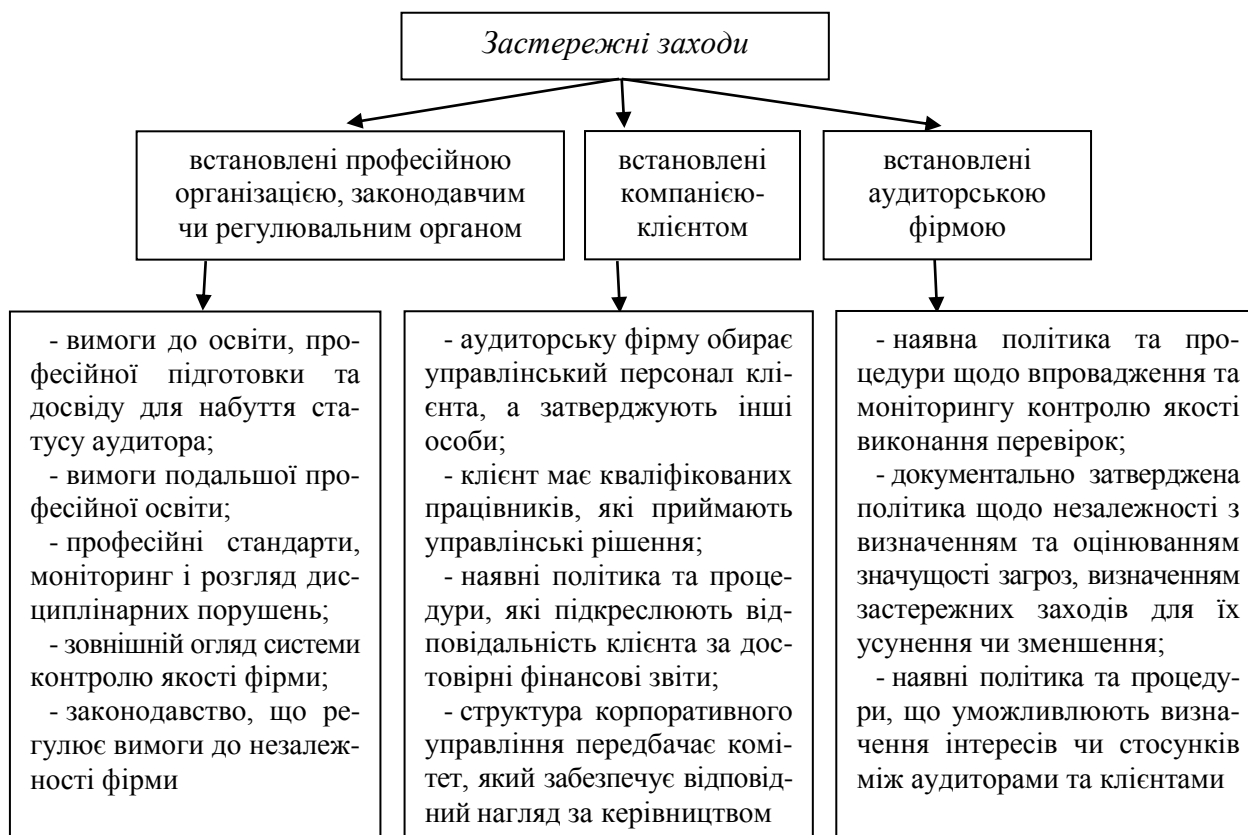 Застережні заходи
встановлені професійною
організацією, законодавчим
чи регулювальним органом
встановлені
компанією-
клієнтом
встановлені
аудиторською
фірмою
- вимоги до освіти, про-
фесійної підготовки та
досвіду для набуття ста-
тусу аудитора;
- вимоги подальшої про-
фесійної освіти;
- професійні стандарти,
моніторинг і розгляд дис-
циплінарних порушень;
- зовнішній огляд системи
контролю якості фірми;
- законодавство, що ре-
гулює вимоги до незалеж-
ності фірми
- аудиторську фірму обирає
управлінський персонал клі-
єнта, а затверджують інші
особи;
- клієнт має кваліфікованих
працівників, які приймають
управлінські рішення;
- наявні політика та проце-
дури, які підкреслюють від-
повідальність клієнта за дос-
товірні фінансові звіти;
- структура корпоративного
управління передбачає комі-
тет, який забезпечує відповід-
ний нагляд за керівництвом
- наявна політика та про-
цедури щодо впровадження та
моніторингу контролю якості
виконання перевірок;
- документально затверджена
політика щодо незалежності з
визначенням та оцінюванням
значущості загроз, визначенням
застережних заходів для їх
усунення чи зменшення;
- наявні політика та процеду-
ри, що уможливлюють визна-
чення інтересів чи стосунків
між аудиторами та клієнтами